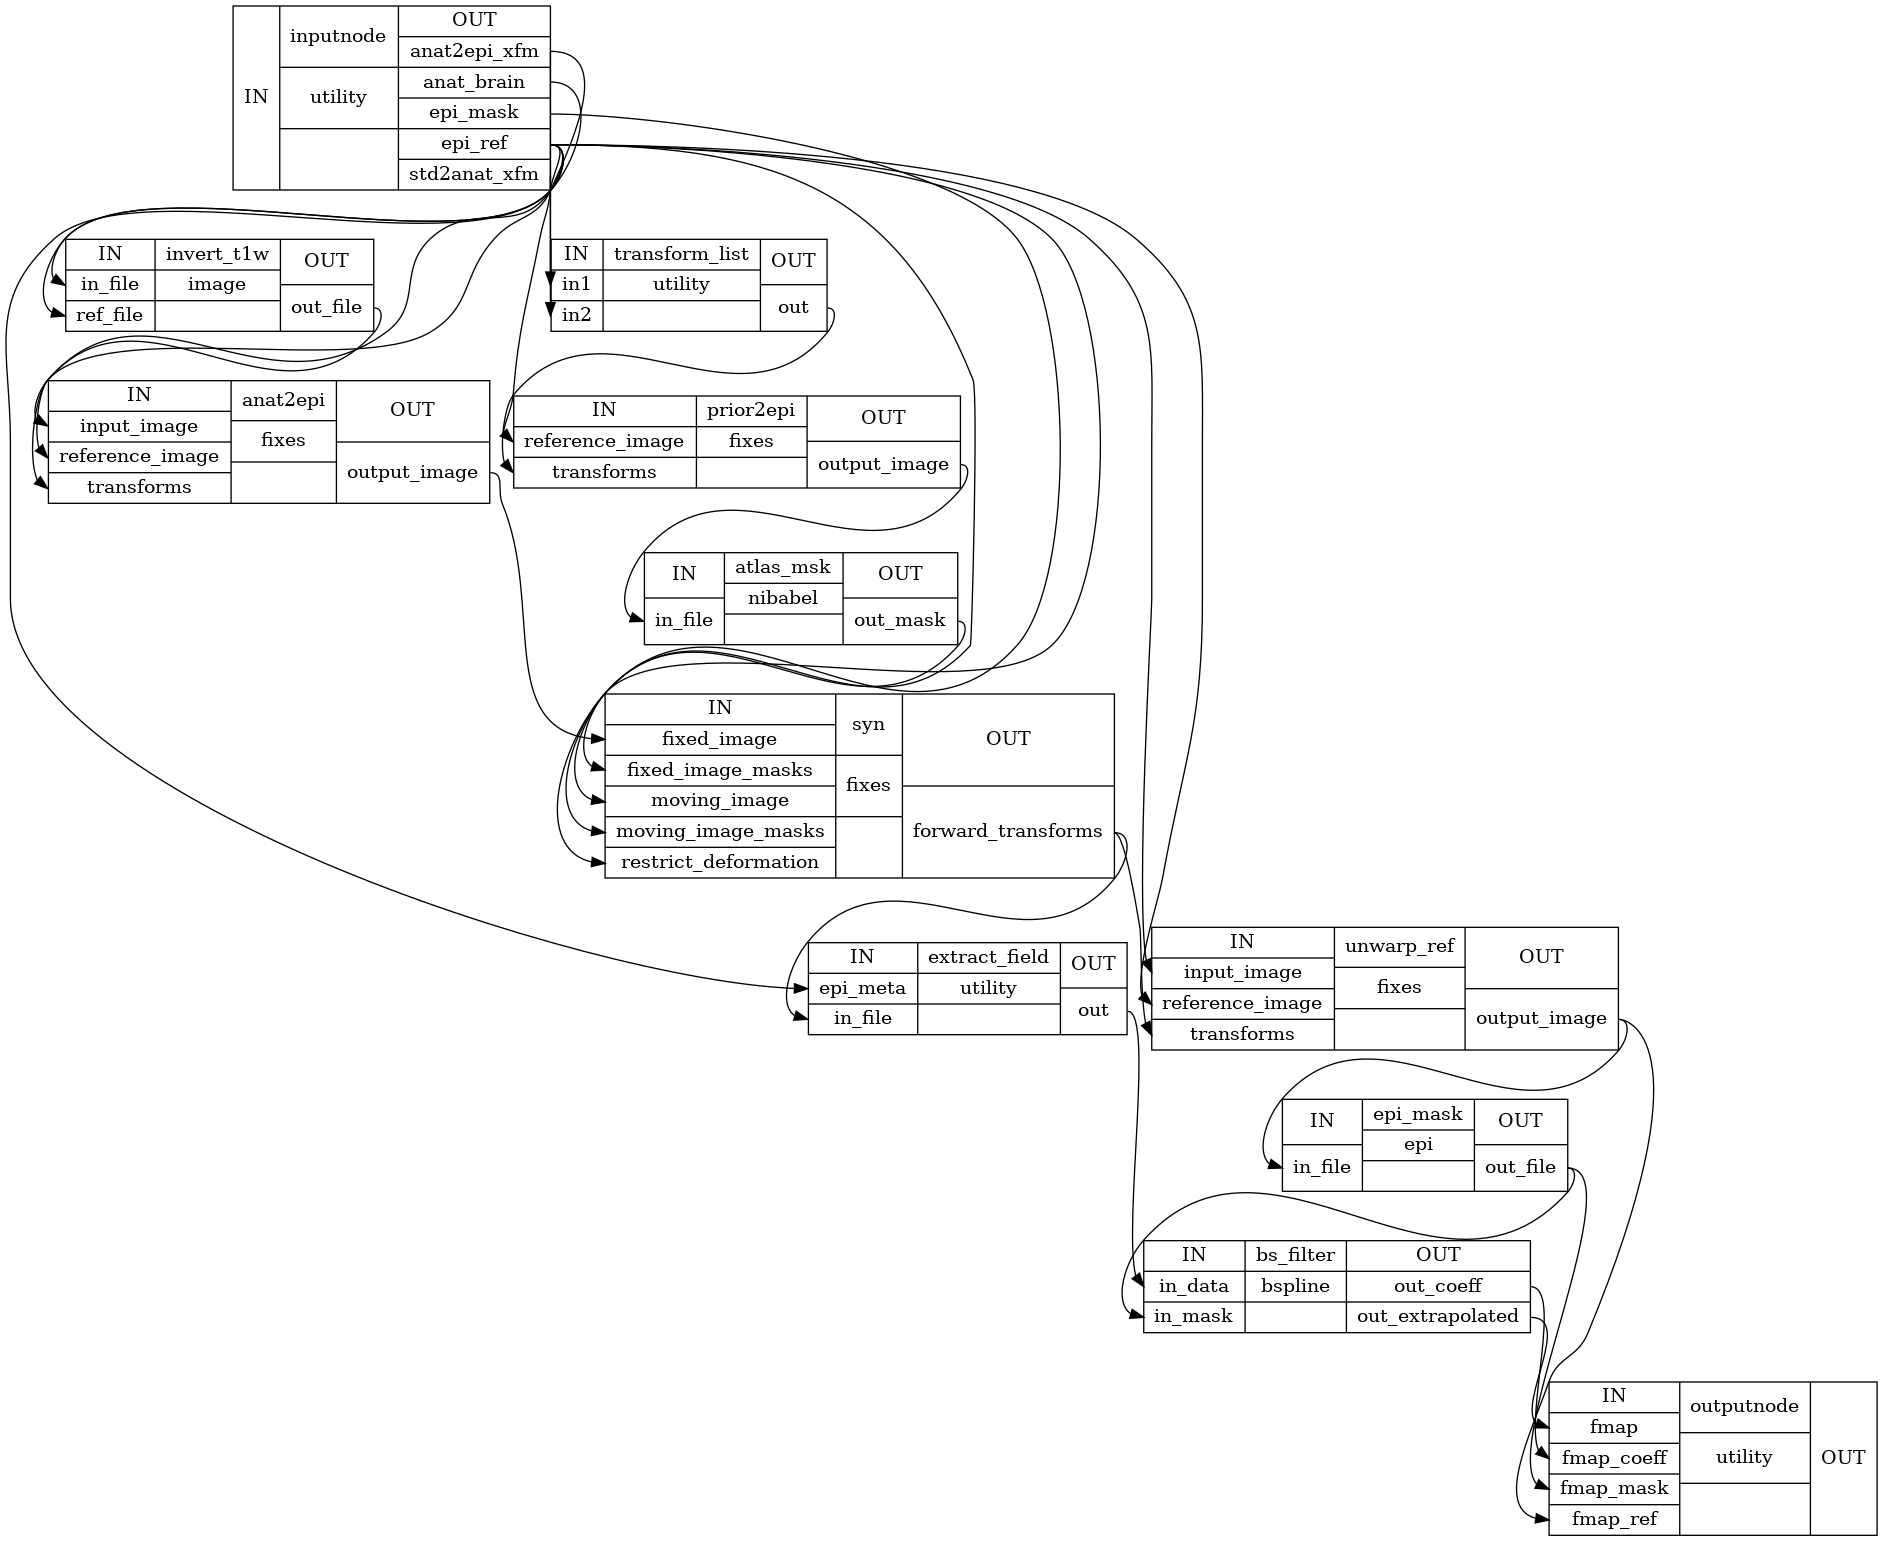 IN
inputnode
utility
OUT
anat2epi_xfm
anat_brain
epi_mask
epi_ref
std2anat_xfm
IN
in_file
ref_file
invert_t1w
image
OUT
out_file
IN
in1
in2
transform_list
utility
OUT
out
IN
input_image
reference_image
transforms
anat2epi
fixes
OUT
output_image
IN
reference_image
transforms
prior2epi
fixes
OUT
output_image
IN
in_file
atlas_msk
nibabel
OUT
out_mask
IN
fixed_image
fixed_image_masks
moving_image
moving_image_masks
restrict_deformation
syn
fixes
OUT
forward_transforms
IN
epi_meta
in_file
extract_field
utility
OUT
out
IN
input_image
reference_image
transforms
unwarp_ref
fixes
OUT
output_image
IN
in_file
epi_mask
epi
OUT
out_file
IN
in_data
in_mask
bs_filter
bspline
OUT
out_coeff
out_extrapolated
IN
fmap
fmap_coeff
fmap_mask
fmap_ref
outputnode
utility
OUT